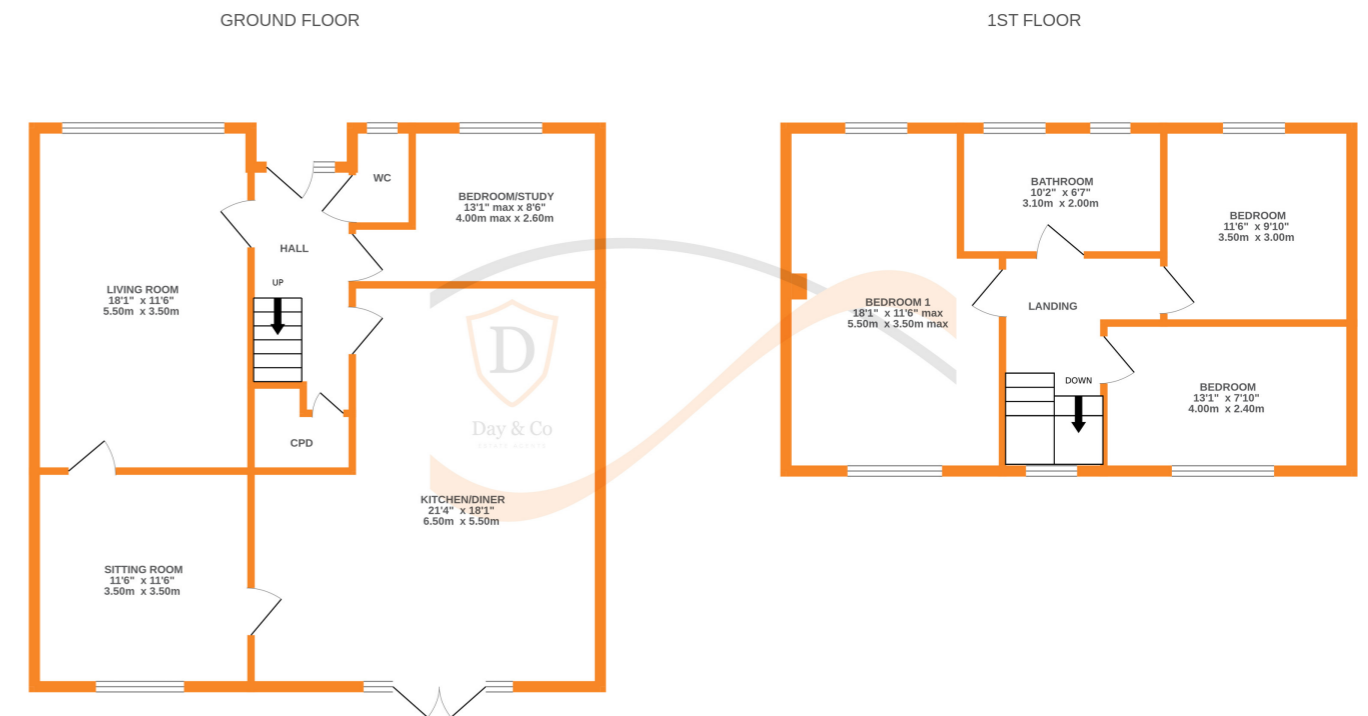 GROUND FLOOR
1ST FLOOR
WC
BEDROOM/STUDY
13'1" max x 8'6"
4.00m max x 2.60m
HALL
UP
LIVING ROOM
18'1" x 11'6"
5.50m x 3.50m
CPD
KITCHEN/DINER
21'4" x 18'1"
6.50m x 5.50m
SITTING ROOM
11'6" x 11'6"
3.50m x 3.50m
D
Day & Co
ESTATE AGENTS
BATHROOM
10'2" x 6'7"
3.10m x 2.00m
BEDROOM
11'6" x 9'10"
3.50m x 3.00m
BEDROOM 1
18'1" x 11'6" max
5.50m x 3.50m max
LANDING
DOWN
BEDROOM
13'1" x 7'10"
4.00m x 2.40m